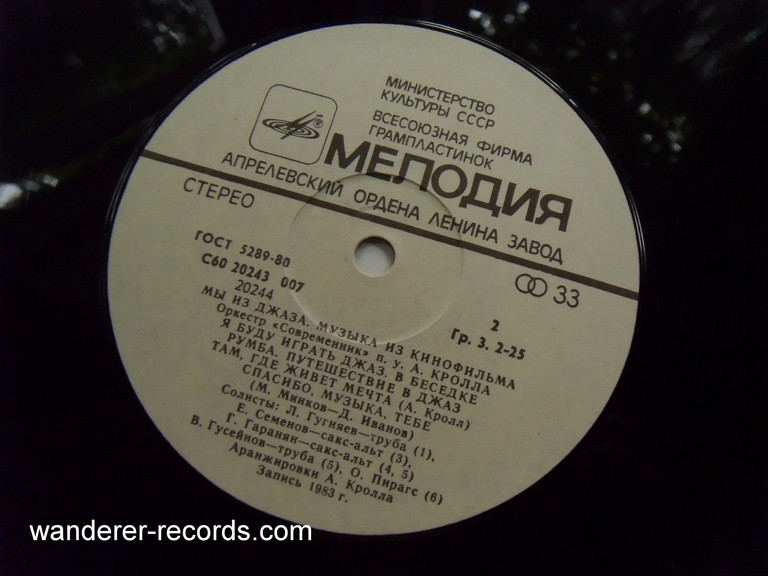 МИНИСТЕРСТВО
КУЛЬТУРЫ СССР
ВСЕСОЮЗНАЯ ФИРМА
ГРАМПЛАСТИНОК
®
МЕЛОДИЯ
АПРЕЛЕВСКИЙ ОРДЕНА ЛЕНИНА ЗАВОД
СТЕРЕО
33
ГОСТ 5289-80
С60 20243 007
20244
2
Гр. 3. 2-25
МЫ ИЗ ДЖАЗА. МУЗЫКА ИЗ КИНОФИЛЬМА
Оркестр «Современник» п. у. А. КРОЛЛА
Я БУДУ ИГРАТЬ ДЖАЗ. В БЕСЕДКЕ
РУМБА. ПУТЕШЕСТВИЕ В ДЖАЗ
ТАМ, ГДЕ ЖИВЕТ МЕЧТА (А. Кролл)
СПАСИБО, МУЗЫКА, ТЕБЕ
(М. Минков—Д. Иванов)
Солисты: Л. Гугняев—труба (1),
Е. Семенов—сакс-альт (3),
Г. Гаранян—сакс-альт (4, 5)
В. Гусейнов—труба (5), О. Пирагс (6)
Аранжировки А. Кролла
Запись 1983 г.
wanderer-records.com